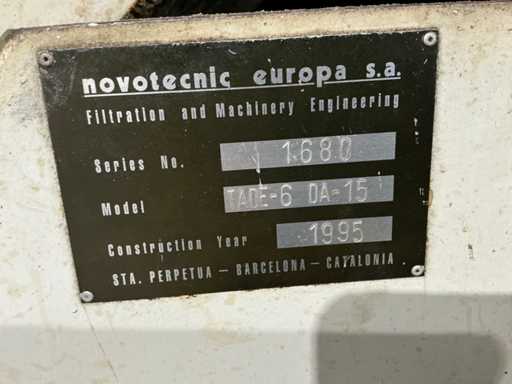 novotecnic europa s.a.
Filtration and Machinery Engineering
Series No. 1680
Model TADE-6 DA-15
Construction Year 1995
STA. PERPETUA - BARCELONA - CATALONIA